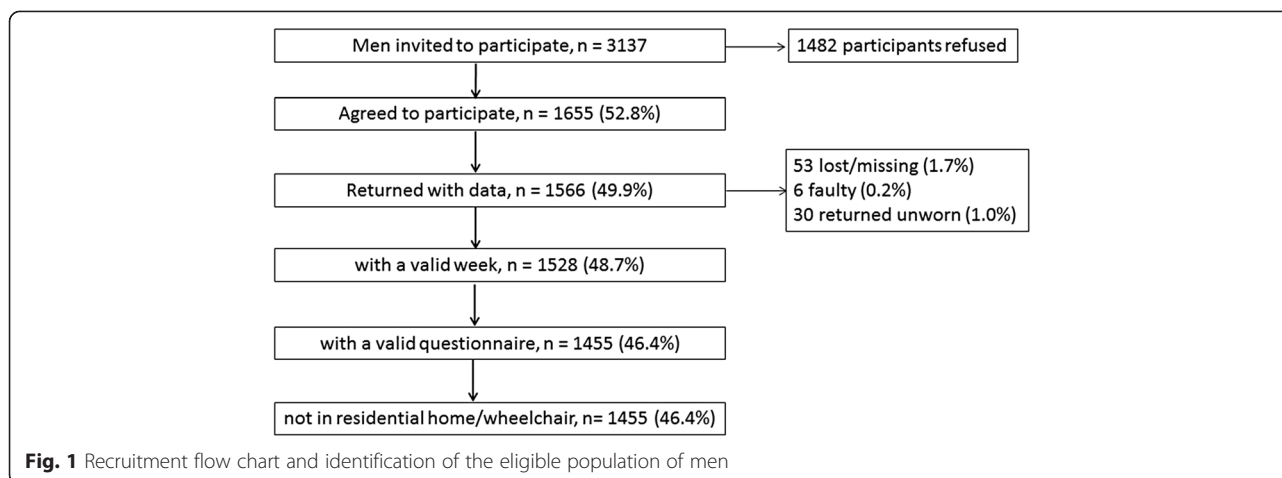 Men invited to participate, n = 3137
1482 participants refused
Agreed to participate, n = 1655 (52.8%)
Returned with data, n = 1566 (49.9%)
53 lost/missing (1.7%)
6 faulty (0.2%)
30 returned unworn (1.0%)
with a valid week, n = 1528 (48.7%)
with a valid questionnaire, n = 1455 (46.4%)
not in residential home/wheelchair, n= 1455 (46.4%)
Fig. 1 Recruitment flow chart and identification of the eligible population of men